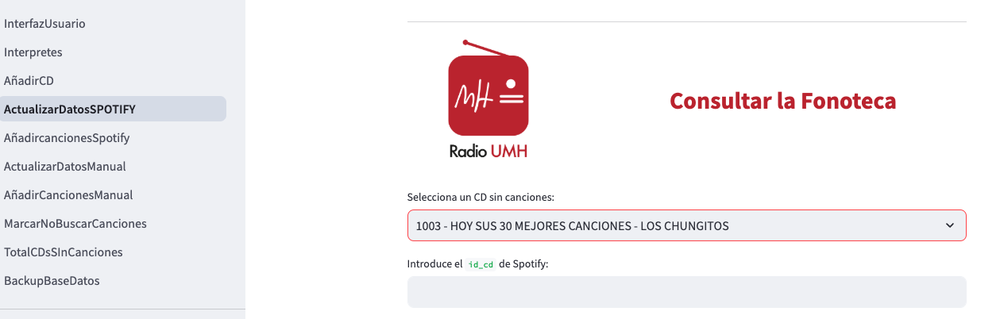 InterfazUsuario
Interpretes
AñadirCD
ActualizarDatosSPOTIFY
AñadircancionesSpotify
ActualizarDatosManual
AñadirCancionesManual
MarcarNoBuscarCanciones
TotalCDsSInCanciones
BackupBaseDatos
MH
Radio UMH
Consultar la Fonoteca
Selecciona un CD sin canciones:
1003 - HOY SUS 30 MEJORES CANCIONES - LOS CHUNGITOS
Introduce el id_cd de Spotify: